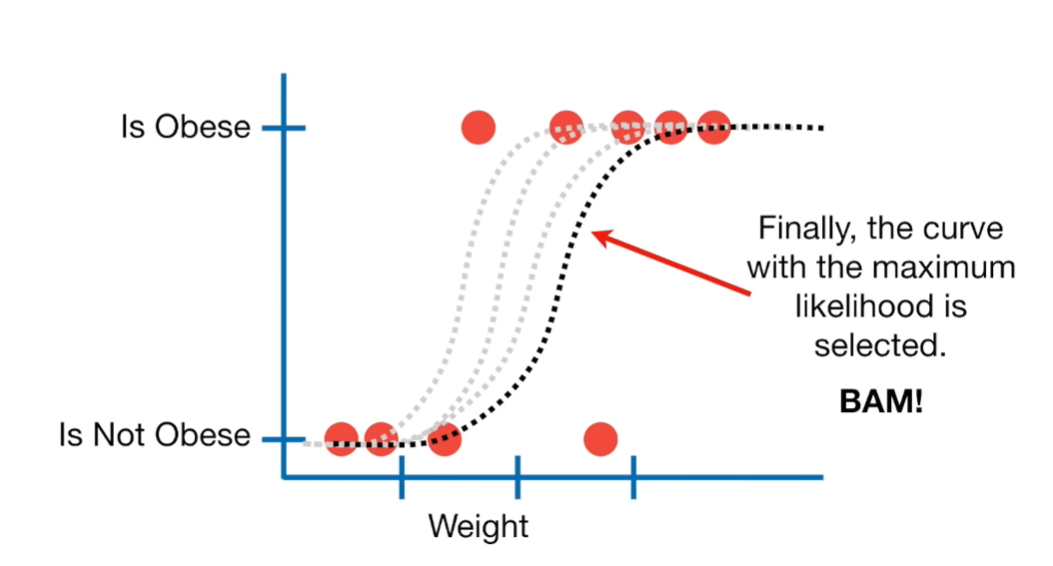 Is Obese
Finally, the curve
with the maximum
likelihood is
selected.
BAM!
Is Not Obese
Weight